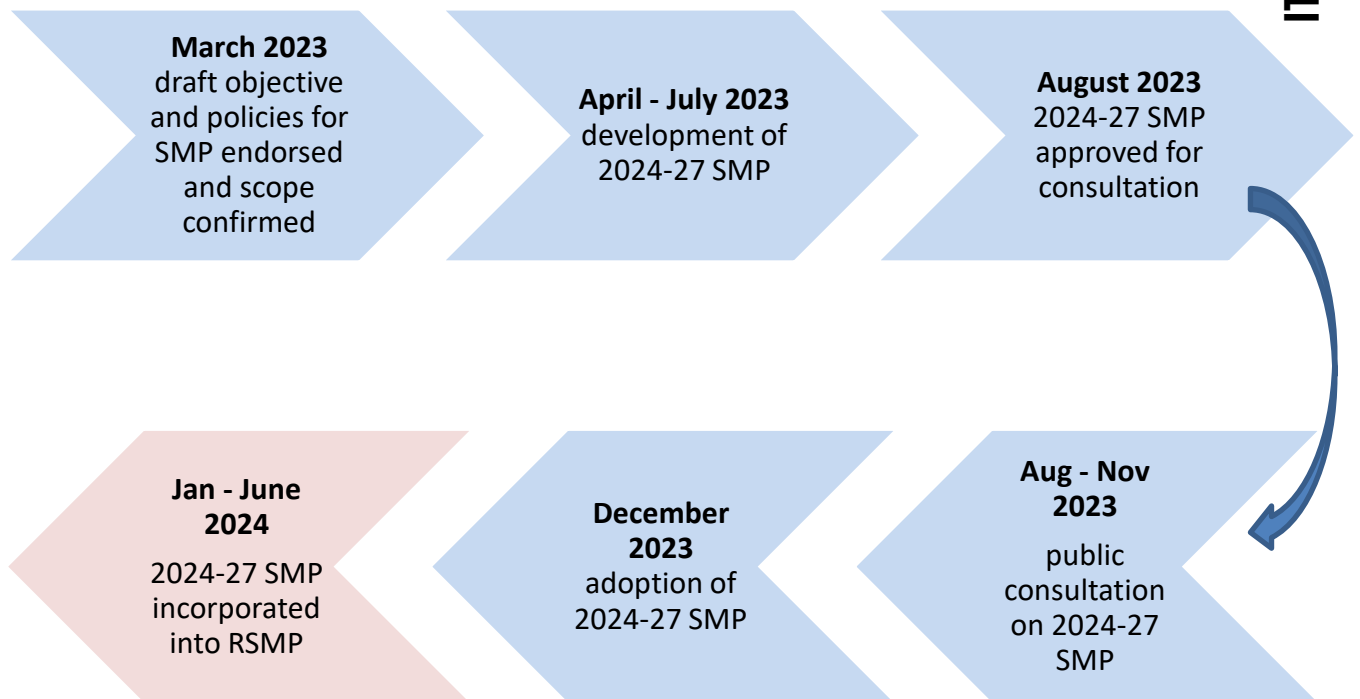 March 2023
draft objective
and policies for
SMP endorsed
and scope
confirmed
April - July 2023
development of
2024-27 SMP
August 2023
2024-27 SMP
approved for
consultation
Aug - Nov
2023
public
consultation
on 2024-27
SMP
December
2023
adoption of
2024-27 SMP
Jan - June
2024
2024-27 SMP
incorporated
into RSMP